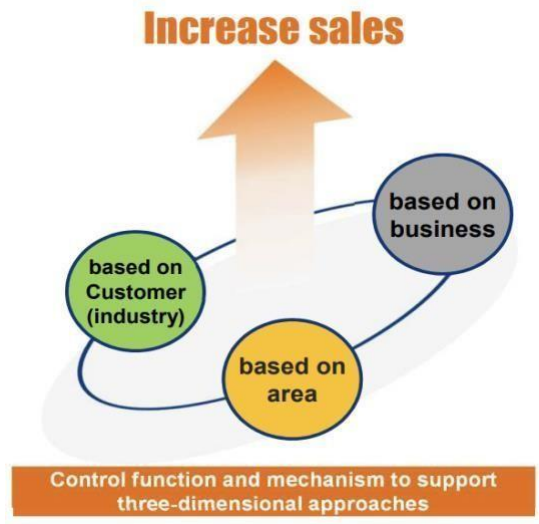 Increase sales
based on
business
based on
Customer
(industry)
based on
area
Control function and mechanism to support
three-dimensional approaches